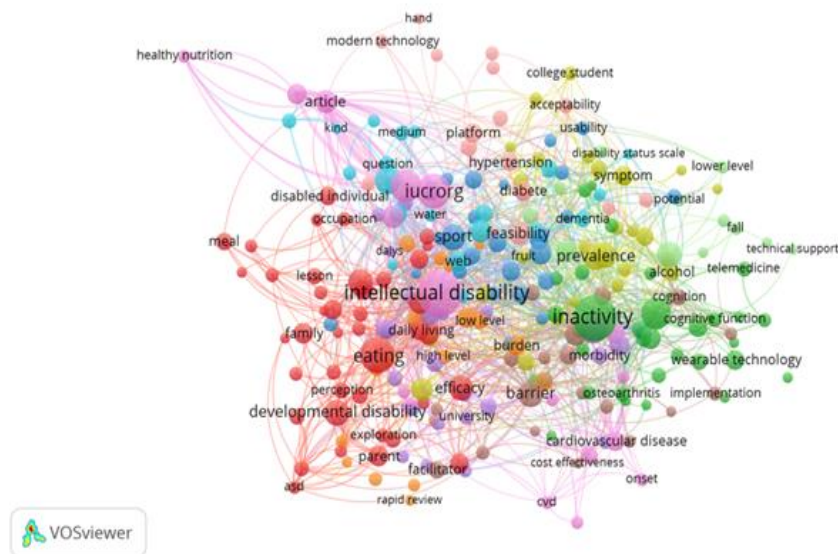 hand
modern technology
healthy nutrition
college student
article
acceptability
kind
medium
platform
usability
question
hypertension
disability status scale
lower level
symptom
disabled individual
iucrorg
diabete
potential
occupation
water
dementia
fall
meal
sport
feasibility
dalys
web
fruit
prevalence
technical support
lesson
alcohol
telemedicine
intellectual disability
cognition
family
daily living
low level
inactivity
cognitive function
eating
high level
burden
morbidity
wearable technology
perception
efficacy
barrier
osteoarthritis
implementation
developmental disability
university
exploration
cardiovascular disease
parent
facilitator
cost effectiveness
onset
asd
rapid review
cvd
VOSviewer